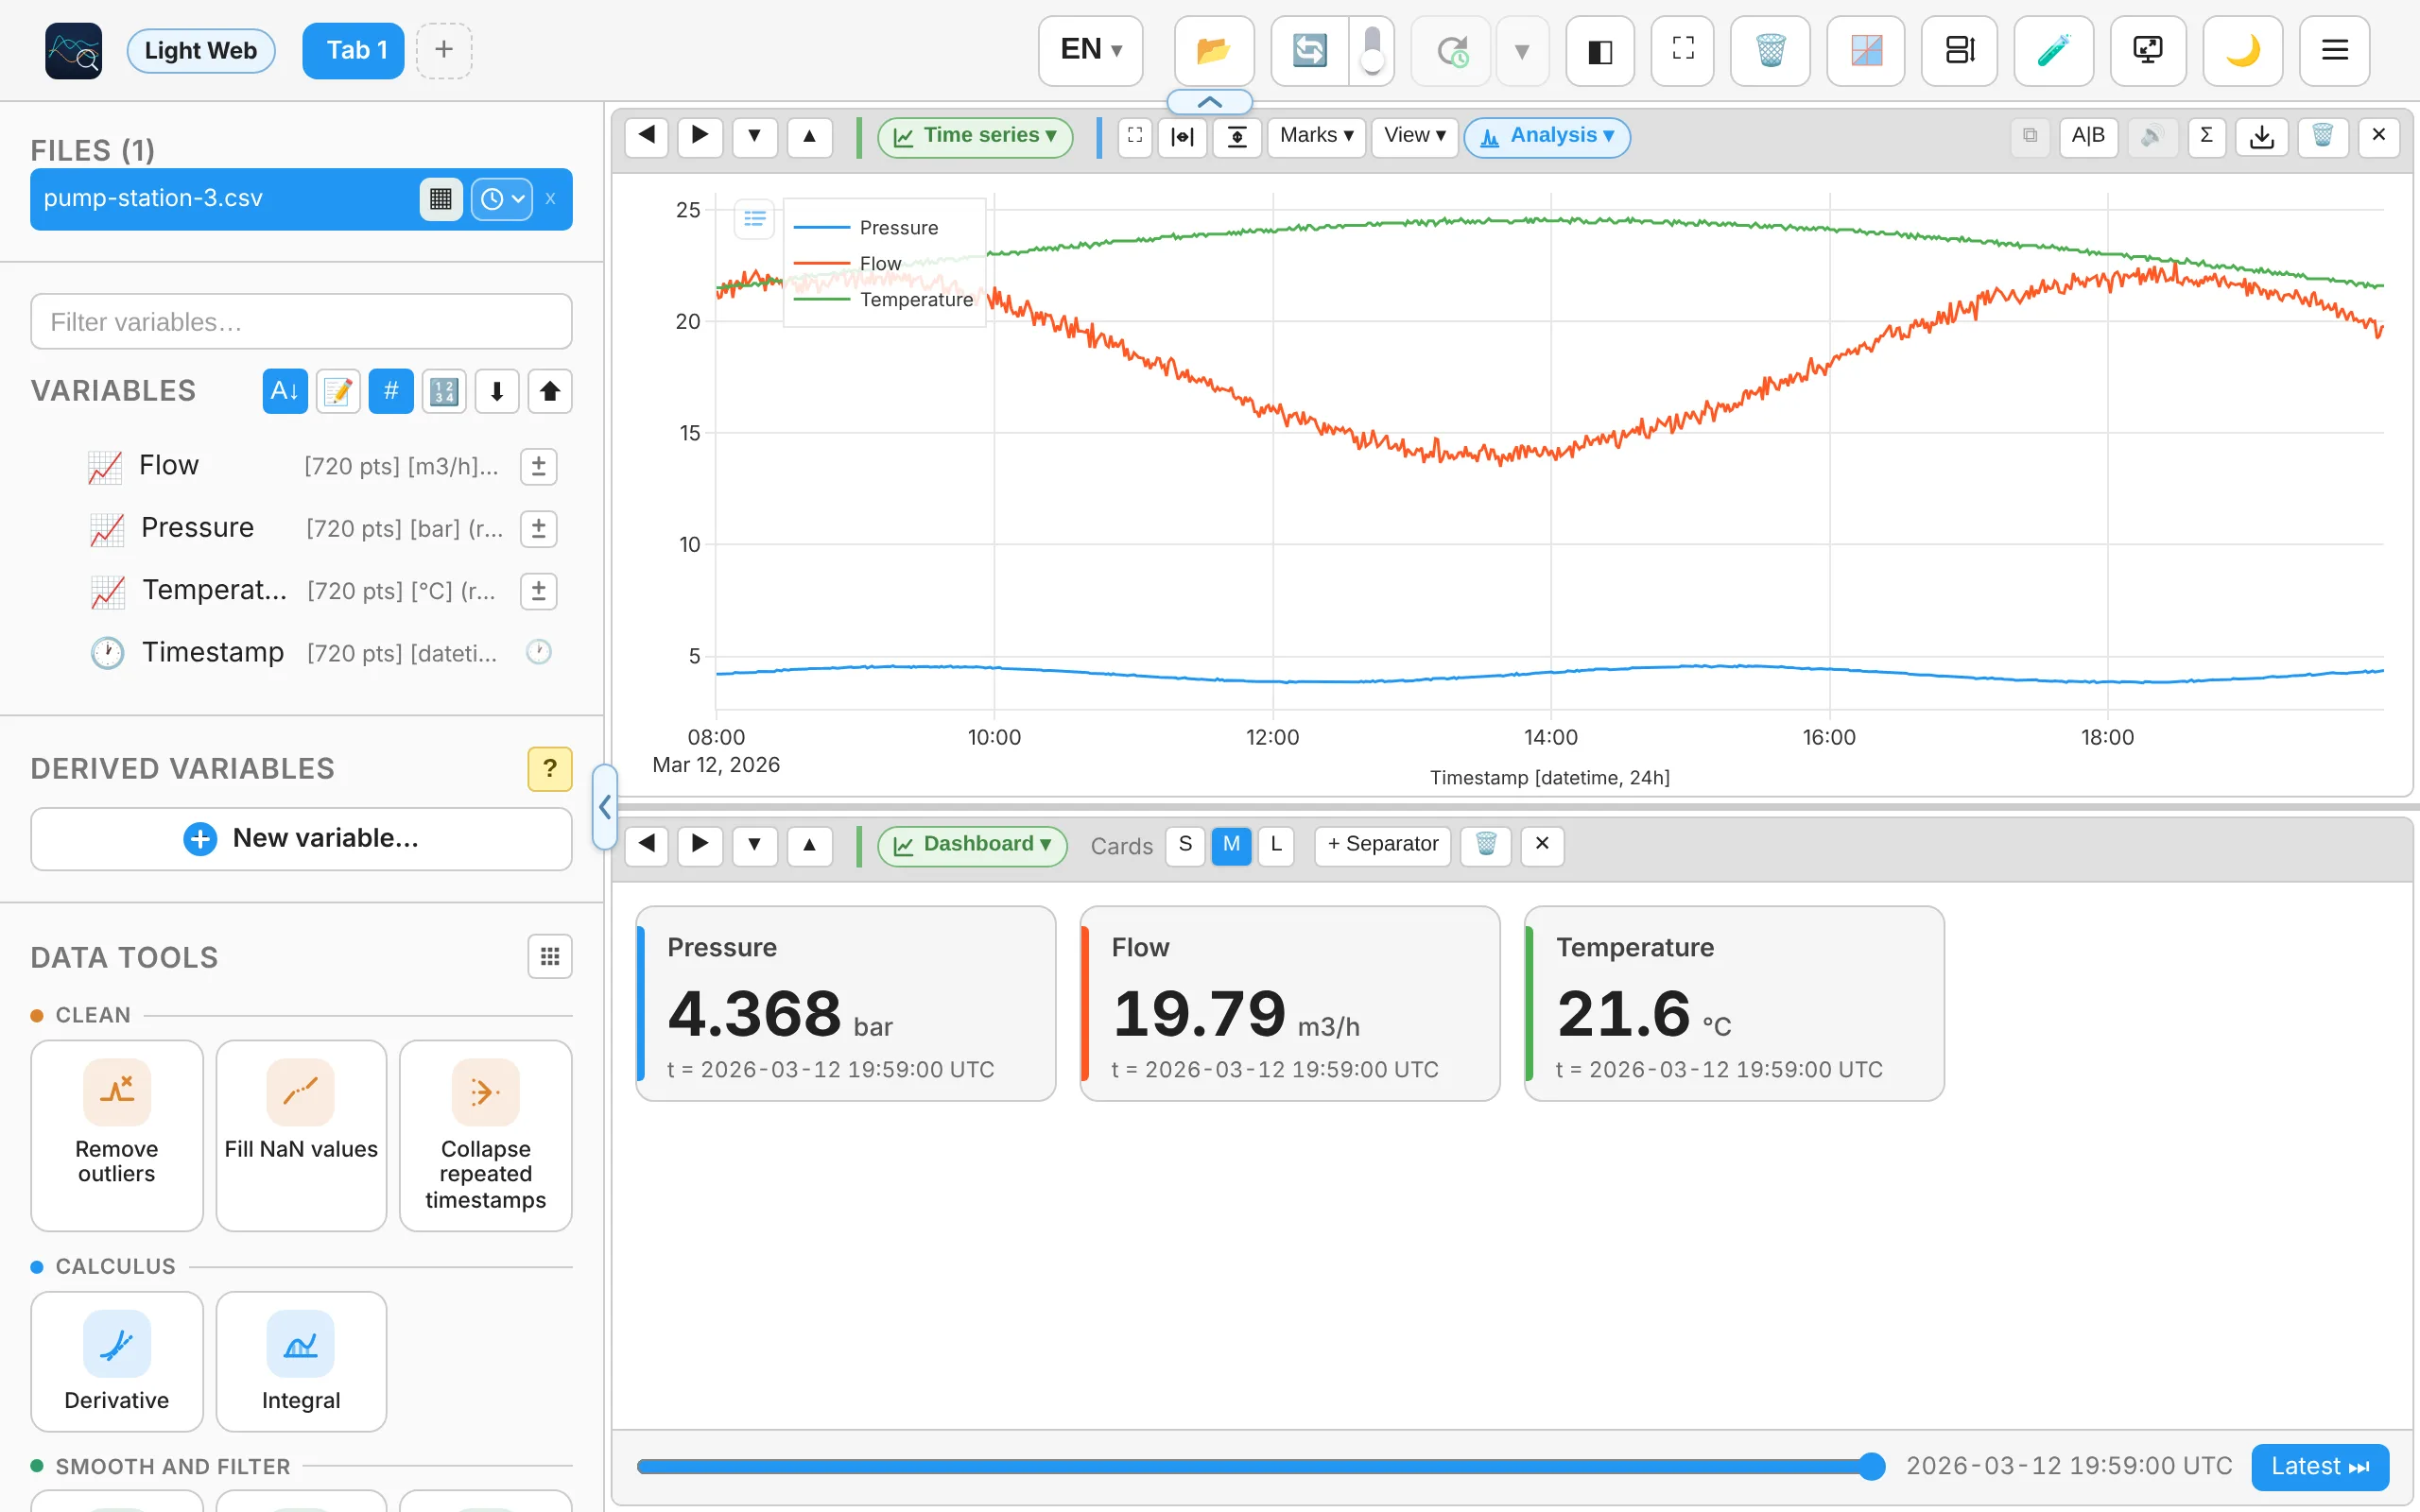 Light Web
Tab 1
+
EN ▾
FILES (1)
pump-station-3.csv
x
Filter variables…
VARIABLES
A↓
#
Flow [720 pts] [m3/h]...
Pressure [720 pts] [bar] (r...
Temperat... [720 pts] [°C] (r...
Timestamp [720 pts] [dateti...
DERIVED VARIABLES
?
New variable...
DATA TOOLS
CLEAN
Remove
outliers
Fill NaN values
Collapse
repeated
timestamps
CALCULUS
Derivative
Integral
SMOOTH AND FILTER
Time series ▾
Marks ▾
View ▾
Analysis ▾
A|B
Σ
✕
Pressure
Flow
Temperature
25
20
15
10
5
08:00
10:00
12:00
14:00
16:00
18:00
Mar 12, 2026
Timestamp [datetime, 24h]
Dashboard ▾
Cards
S
M
L
+ Separator
✕
Pressure
4.368 bar
t = 2026-03-12 19:59:00 UTC
Flow
19.79 m3/h
t = 2026-03-12 19:59:00 UTC
Temperature
21.6 °C
t = 2026-03-12 19:59:00 UTC
2026-03-12 19:59:00 UTC
Latest ⏭